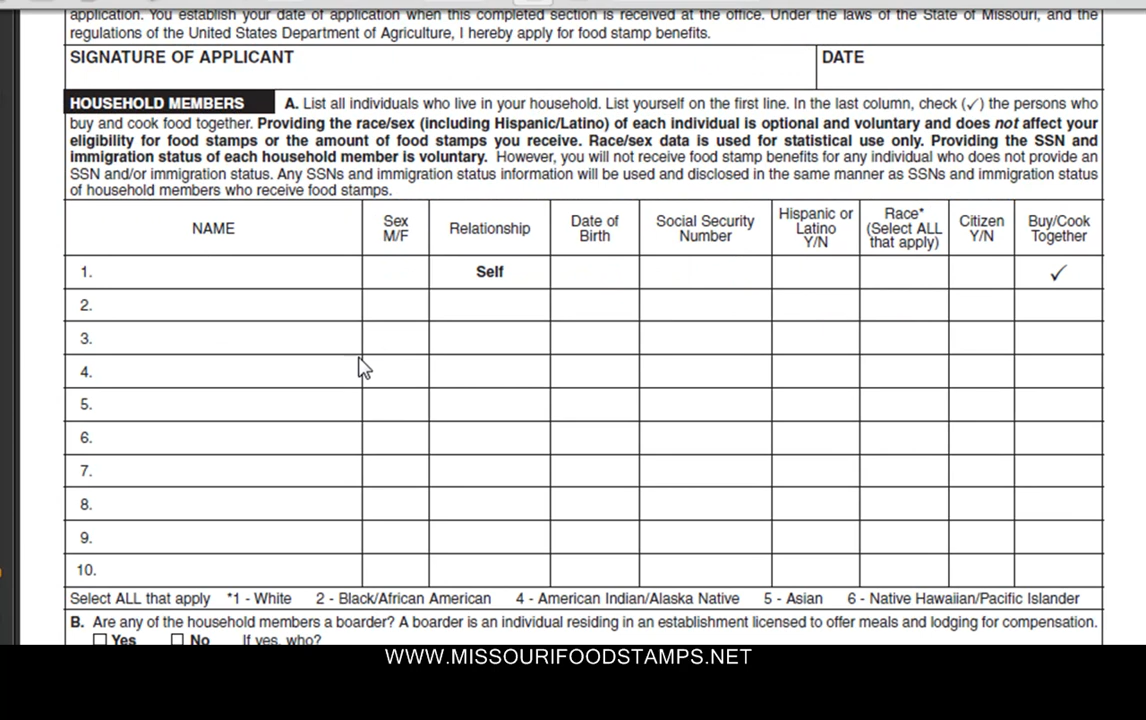 application. You establish your date of application when this completed section is received at the office. Under the laws of the State of Missouri, and the
regulations of the United States Department of Agriculture, I hereby apply for food stamp benefits.
SIGNATURE OF APPLICANT DATE
HOUSEHOLD MEMBERS A. List all individuals who live in your household. List yourself on the first line. In the last column, check (✓) the persons who
buy and cook food together. Providing the race/sex (including Hispanic/Latino) of each individual is optional and voluntary and does not affect your
eligibility for food stamps or the amount of food stamps you receive. Race/sex data is used for statistical use only. Providing the SSN and
immigration status of each household member is voluntary. However, you will not receive food stamp benefits for any individual who does not provide an
SSN and/or immigration status. Any SSNs and immigration status information will be used and disclosed in the same manner as SSNs and immigration status
of household members who receive food stamps.
NAME
Sex
M/F
Relationship
Date of
Birth
Social Security
Number
Hispanic or
Latino
Y/N
Race*
(Select ALL
that apply)
Citizen
Y/N
Buy/Cook
Together
1. Self ✓
2.
3.
4.
5.
6.
7.
8.
9.
10.
Select ALL that apply *1 - White 2 - Black/African American 4 - American Indian/Alaska Native 5 - Asian 6 - Native Hawaiian/Pacific Islander
B. Are any of the household members a boarder? A boarder is an individual residing in an establishment licensed to offer meals and lodging for compensation.
Yes No If yes, who?
WWW.MISSOURIFOODSTAMPS.NET